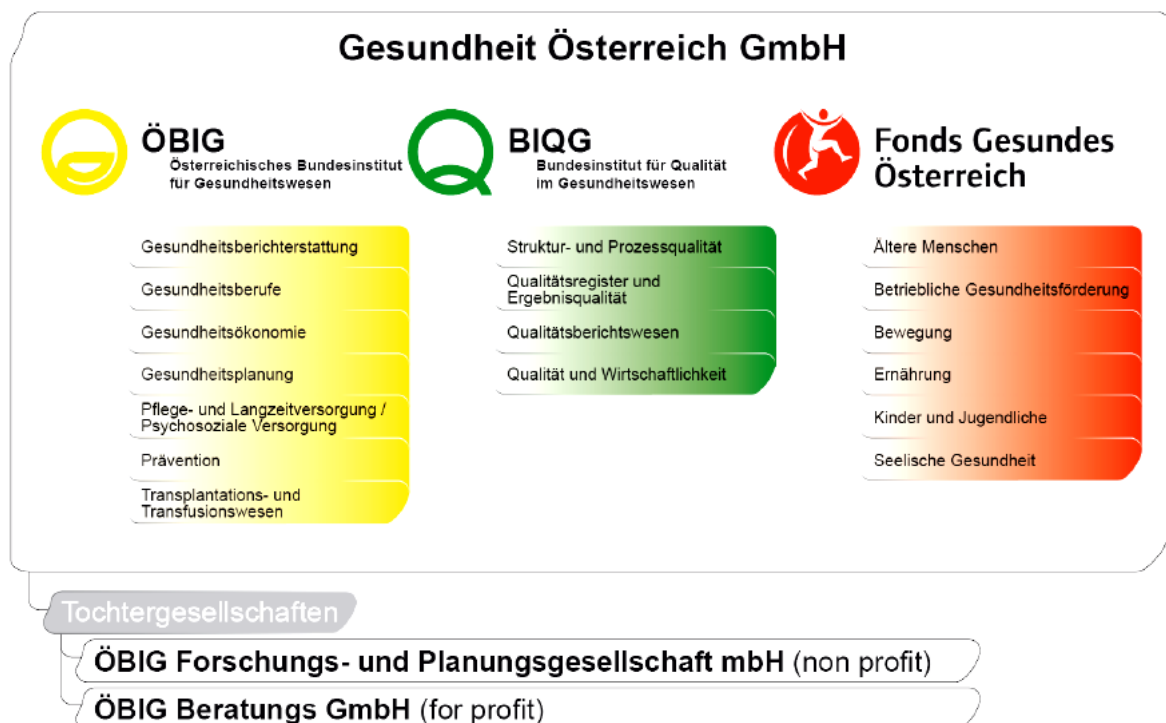 Gesundheit Österreich GmbH
ÖBIG
Österreichisches Bundesinstitut
für Gesundheitswesen
Gesundheitsberichterstattung
Gesundheitsberufe
Gesundheitsökonomie
Gesundheitsplanung
Pflege- und Langzeitversorgung /
Psychosoziale Versorgung
Prävention
Transplantations- und
Transfusionswesen
BIQG
Bundesinstitut für Qualität
im Gesundheitswesen
Struktur- und Prozessqualität
Qualitätsregister und
Ergebnisqualität
Qualitätsberichtswesen
Qualität und Wirtschaftlichkeit
Fonds Gesundes
Österreich
Ältere Menschen
Betriebliche Gesundheitsförderung
Bewegung
Ernährung
Kinder und Jugendliche
Seelische Gesundheit
Tochtergesellschaften
ÖBIG Forschungs- und Planungsgesellschaft mbH (non profit)
ÖBIG Beratungs GmbH (for profit)